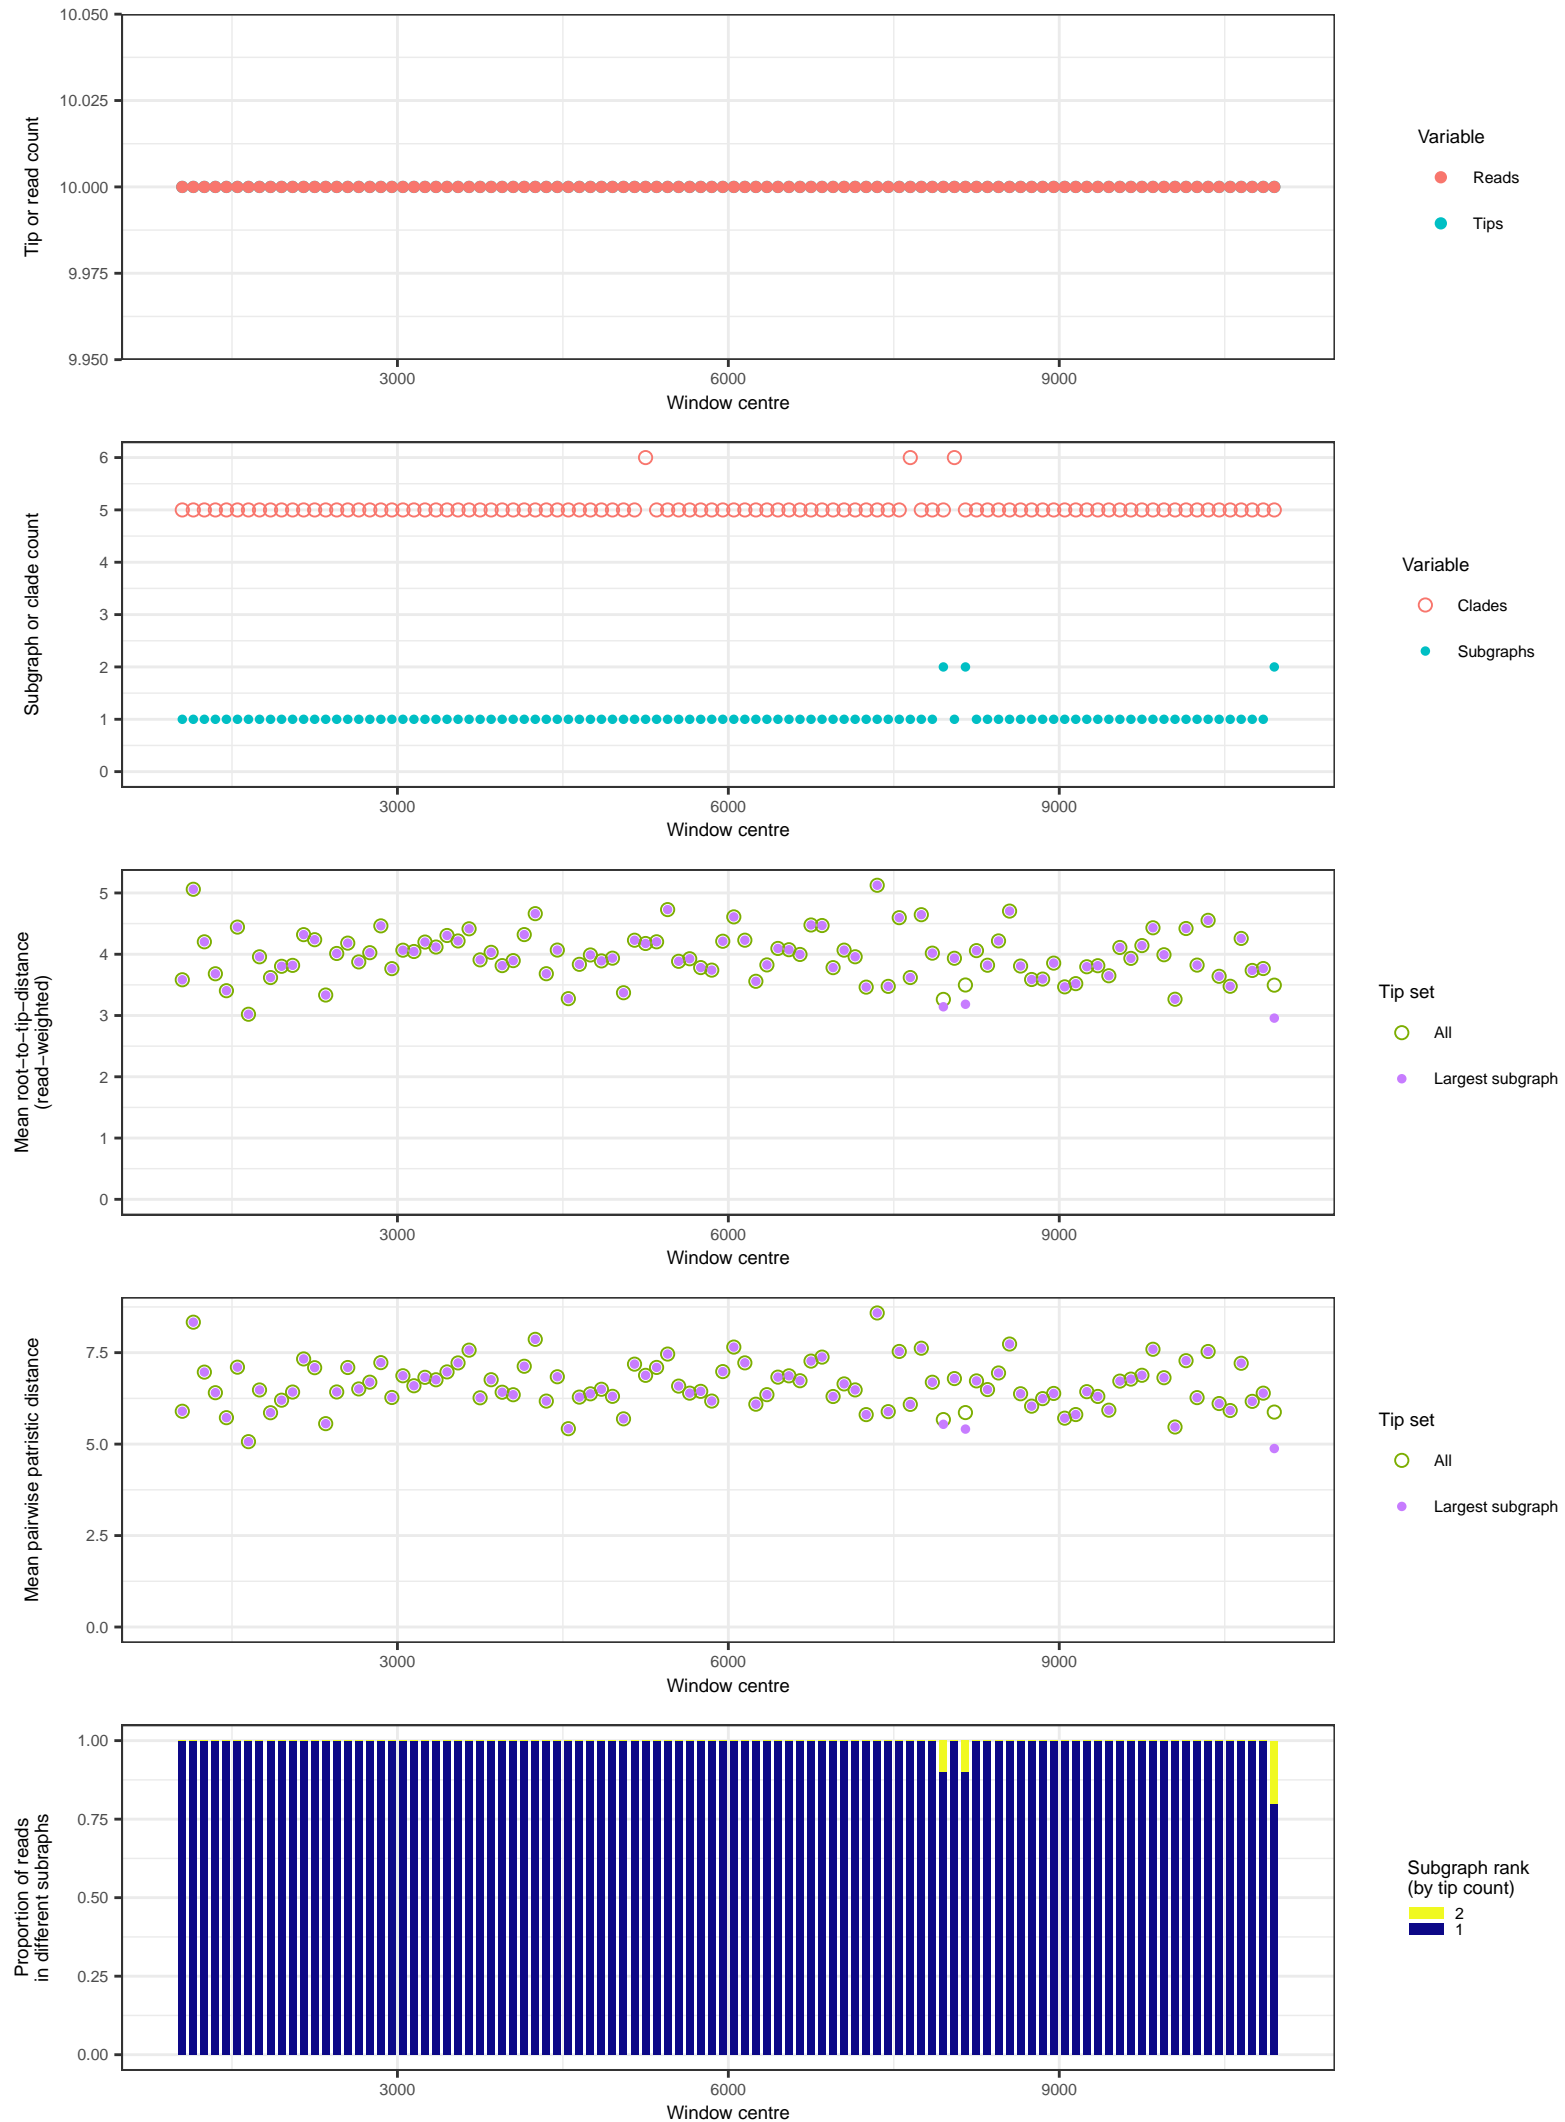 10.050
10.025
10.000
9.975
9.950
Tip or read count
3000 6000 9000
Window centre
Variable
Reads
Tips
6
5
4
3
2
1
0
Subgraph or clade count
3000 6000 9000
Window centre
Variable
Clades
Subgraphs
5
4
3
2
1
0
Mean root−to−tip−distance
(read−weighted)
3000 6000 9000
Window centre
Tip set
All
Largest subgraph
7.5
5.0
2.5
0.0
Mean pairwise patristic distance
3000 6000 9000
Window centre
Tip set
All
Largest subgraph
1.00
0.75
0.50
0.25
0.00
Proportion of reads
in different subraphs
3000 6000 9000
Window centre
Subgraph rank
(by tip count)
2
1